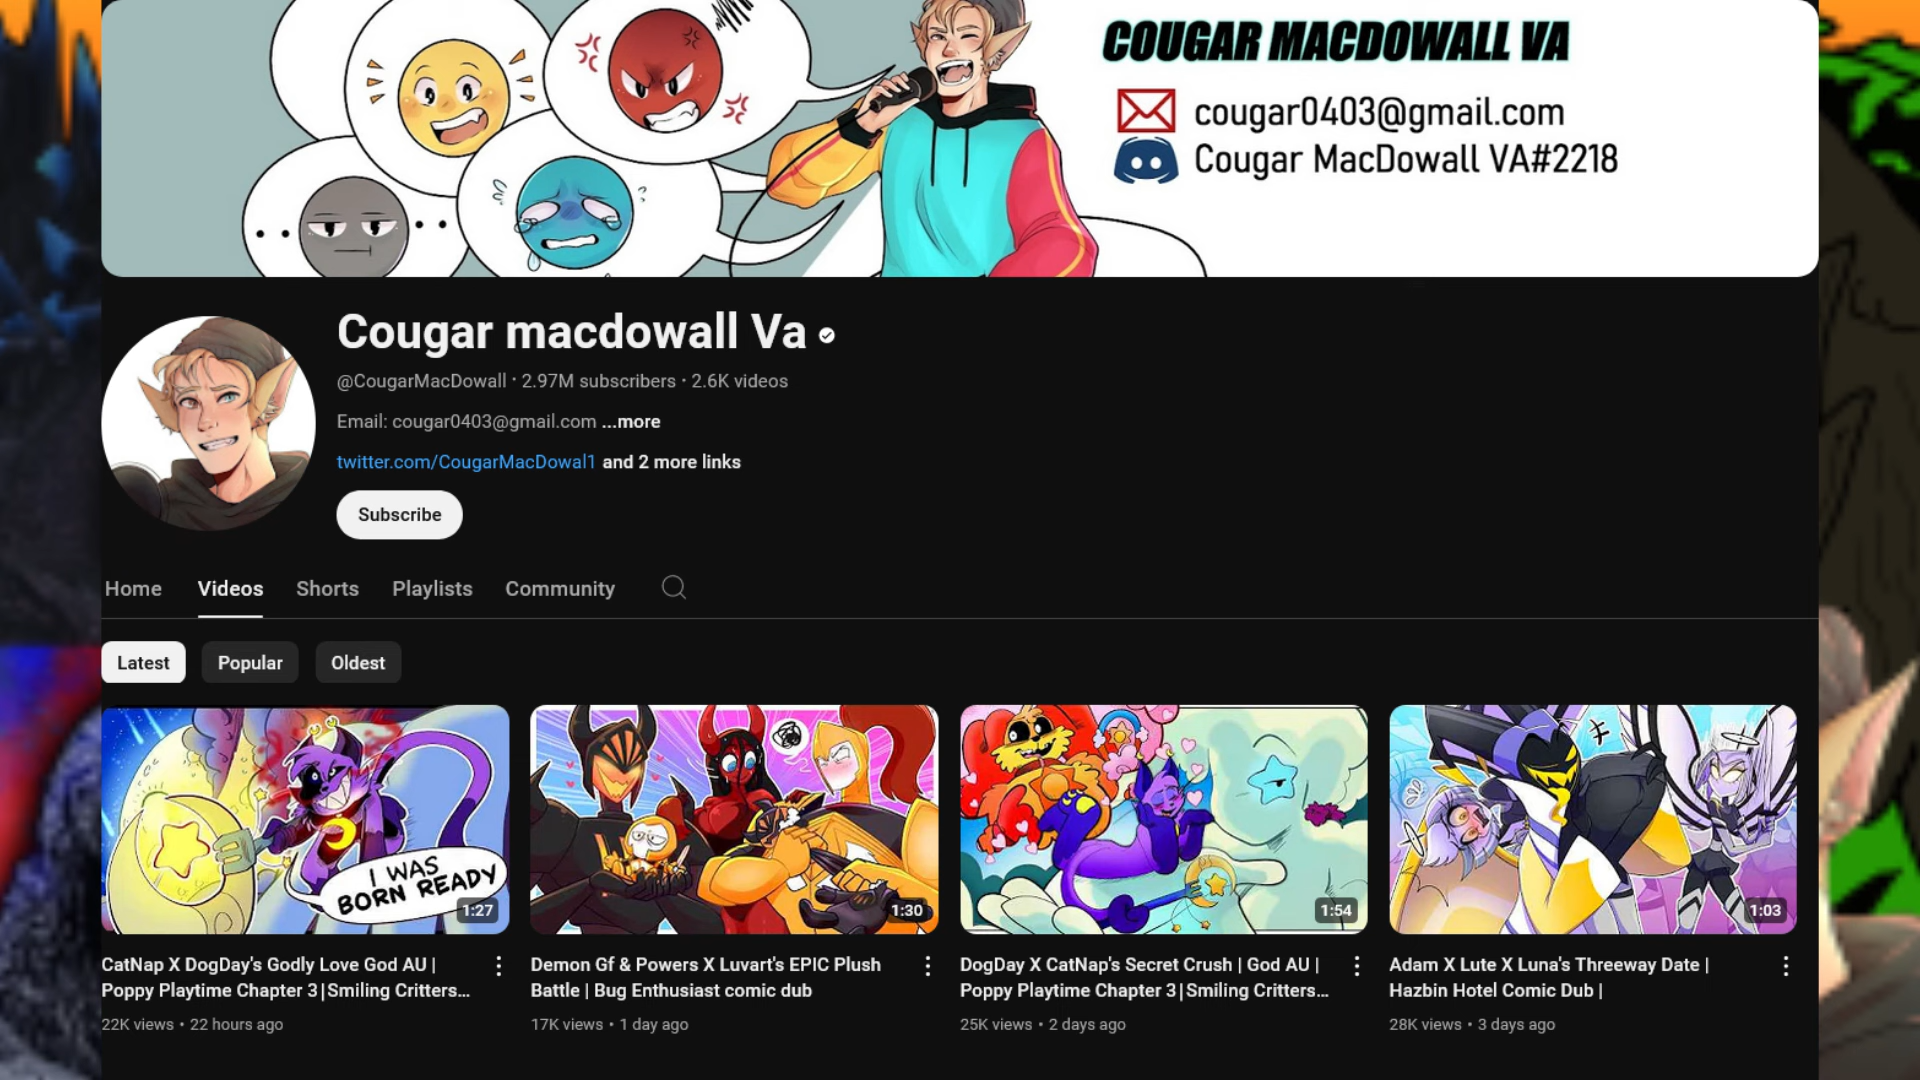 COUGAR MACDOWALL VA
cougar0403@gmail.com
Cougar MacDowall VA#2218
Cougar macdowall Va
@CougarMacDowall • 2.97M subscribers • 2.6K videos
Email: cougar0403@gmail.com ...more
twitter.com/CougarMacDowal1 and 2 more links
Subscribe
Home Videos Shorts Playlists Community
Latest Popular Oldest
I WAS
BORN READY
1:27
1:30
1:54
1:03
CatNap X DogDay's Godly Love God AU |
Poppy Playtime Chapter 3|Smiling Critters...
22K views • 22 hours ago
Demon Gf & Powers X Luvart's EPIC Plush
Battle | Bug Enthusiast comic dub
17K views • 1 day ago
DogDay X CatNap's Secret Crush | God AU |
Poppy Playtime Chapter 3|Smiling Critters...
25K views • 2 days ago
Adam X Lute X Luna's Threeway Date |
Hazbin Hotel Comic Dub |
28K views • 3 days ago